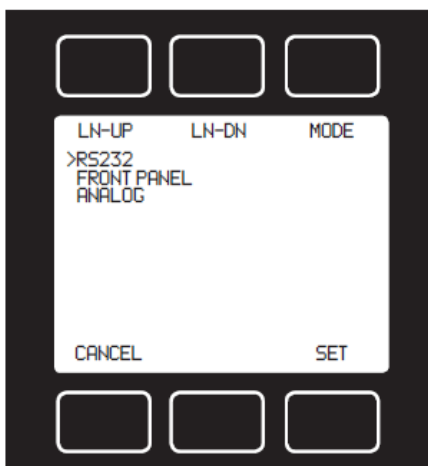 LN-UP LN-DN MODE
>RS232
FRONT PANEL
ANALOG
CANCEL SET